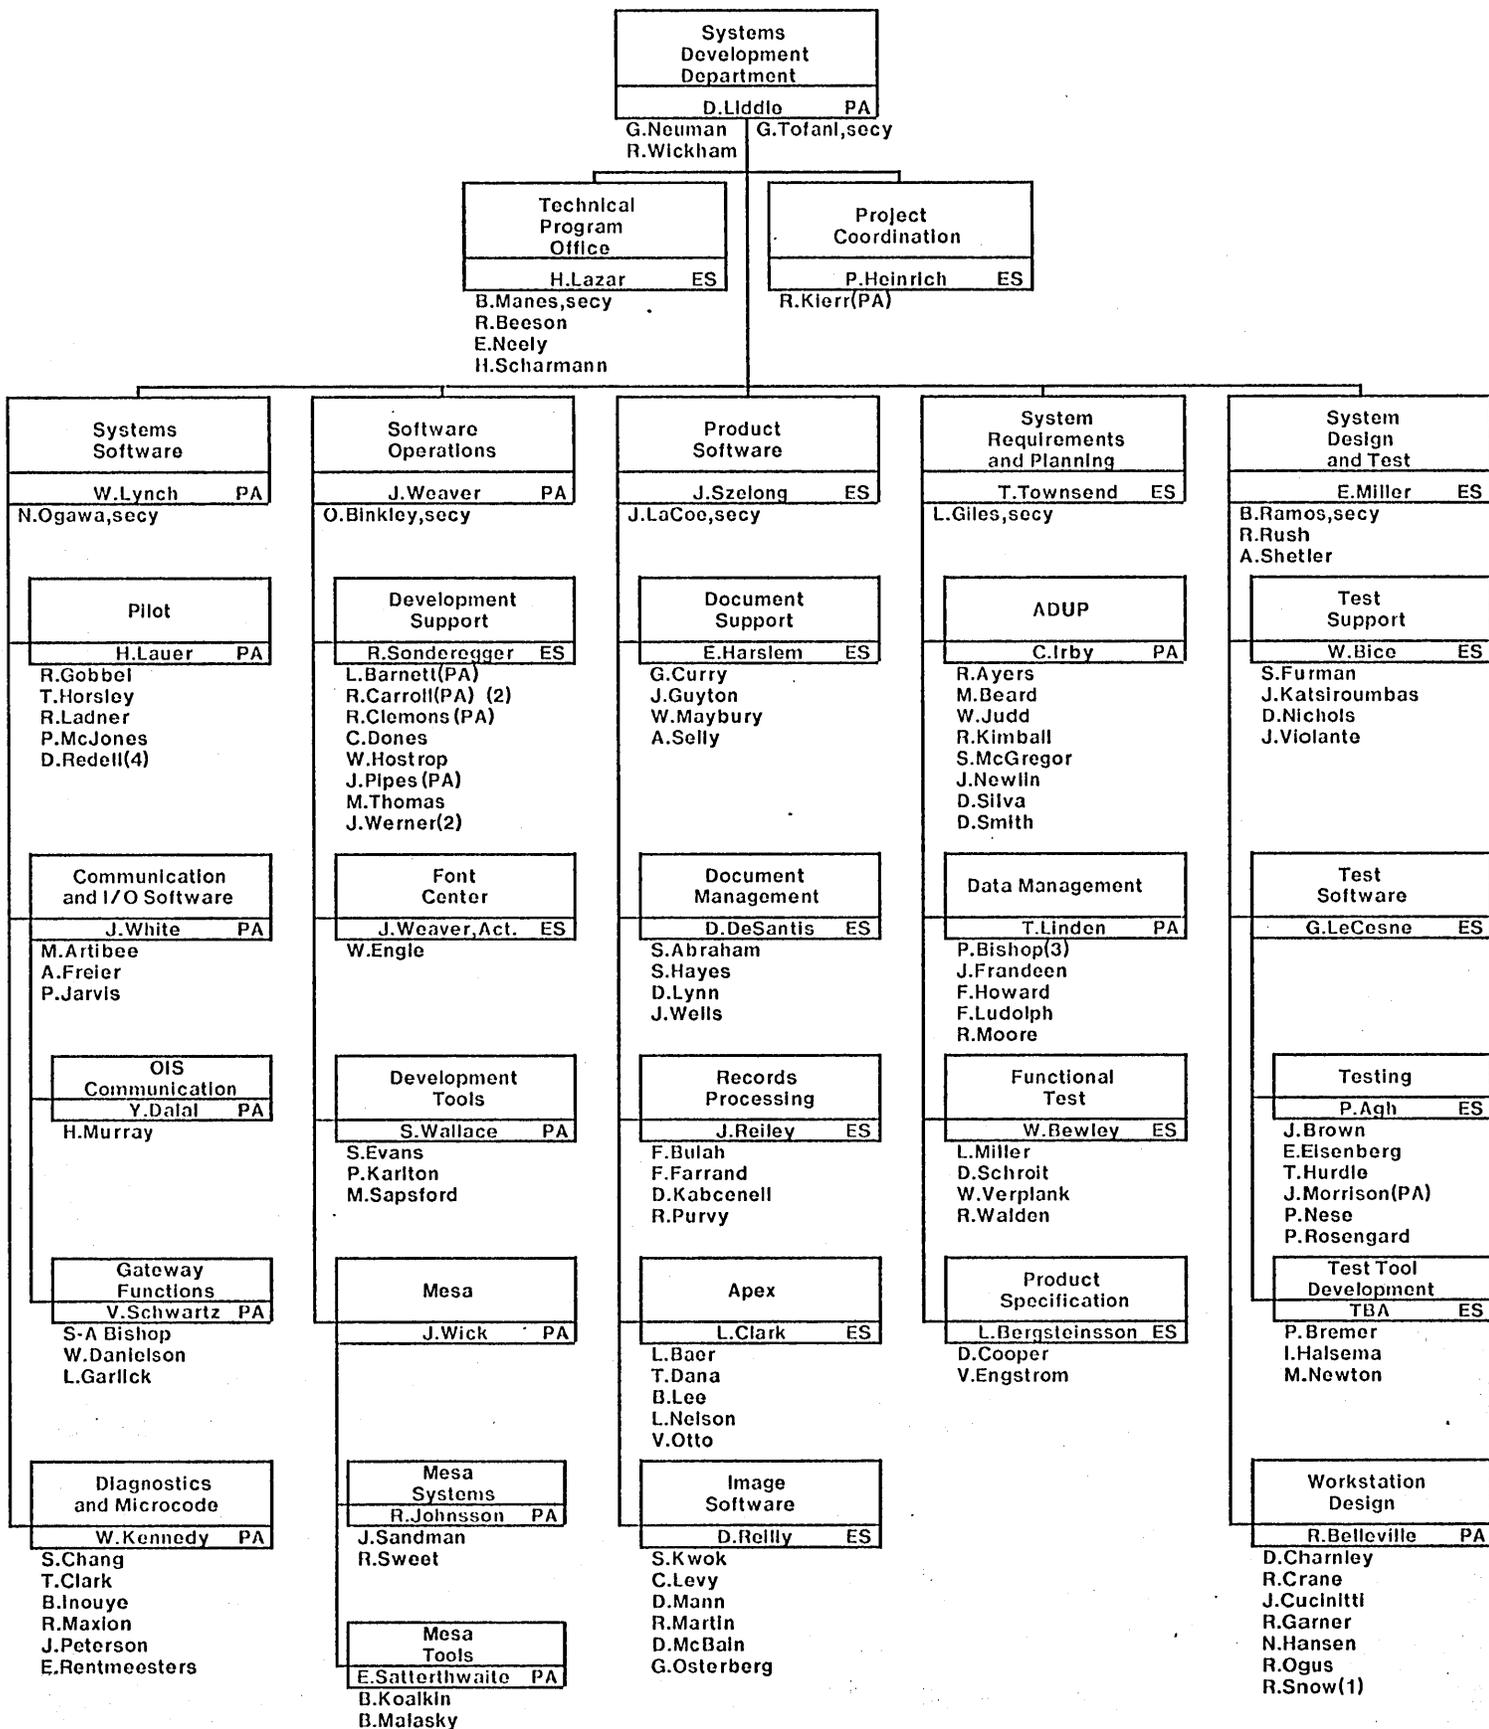 Systems
Development
Department
D.Liddle PA
G.Neuman G.Tofani,secy
R.Wickham
Technical
Program
Office
H.Lazar ES
B.Manes,secy
R.Beeson
E.Neely
H.Scharmann
Project
Coordination
P.Heinrich ES
R.Kierr(PA)
Systems
Software
W.Lynch PA
N.Ogawa,secy
Pilot
H.Lauer PA
R.Gobbel
T.Horsley
R.Ladner
P.McJones
D.Redell(4)
Communication
and I/O Software
J.White PA
M.Artibee
A.Freier
P.Jarvis
OIS
Communication
Y.Dalal PA
H.Murray
Gateway
Functions
V.Schwartz PA
S-A Bishop
W.Danielson
L.Garlick
Diagnostics
and Microcode
W.Kennedy PA
S.Chang
T.Clark
B.Inouye
R.Maxion
J.Peterson
E.Rentmeesters
Software
Operations
J.Weaver PA
O.Binkley,secy
Development
Support
R.Sonderegger ES
L.Barnett(PA)
R.Carroll(PA) (2)
R.Clemons(PA)
C.Dones
W.Hostrop
J.Pipes(PA)
M.Thomas
J.Werner(2)
Font
Center
J.Weaver,Act. ES
W.Engle
Development
Tools
S.Wallace PA
S.Evans
P.Karlton
M.Sapsford
Mesa
J.Wick PA
Mesa
Systems
R.Johnsson PA
J.Sandman
R.Sweet
Mesa
Tools
E.Satterthwaite PA
B.Koalkin
B.Malasky
Product
Software
J.Szelong ES
J.LaCoe,secy
Document
Support
E.Harslem ES
G.Curry
J.Guyton
W.Maybury
A.Selly
Document
Management
D.DeSantis ES
S.Abraham
S.Hayes
D.Lynn
J.Wells
Records
Processing
J.Reiley ES
F.Bulah
F.Farrand
D.Kabcenell
R.Purvy
Apex
L.Clark ES
L.Baer
T.Dana
B.Lee
L.Nelson
V.Otto
Image
Software
D.Reilly ES
S.Kwok
C.Levy
D.Mann
R.Martin
D.McBain
G.Osterberg
System
Requirements
and Planning
T.Townsend ES
L.Giles,secy
ADUP
C.Irby PA
R.Ayers
M.Beard
W.Judd
R.Kimball
S.McGregor
J.Newlin
D.Silva
D.Smith
Data Management
T.Linden PA
P.Bishop(3)
J.Frandeen
F.Howard
F.Ludolph
R.Moore
Functional
Test
W.Bewley ES
L.Miller
D.Schroit
W.Verplank
R.Walden
Product
Specification
L.Bergsteinsson ES
D.Cooper
V.Engstrom
System
Design
and Test
E.Miller ES
B.Ramos,secy
R.Rush
A.Shetler
Test
Support
W.Bice ES
S.Furman
J.Katsiroumbas
D.Nichols
J.Violante
Test
Software
G.LeCesne ES
Testing
P.Agh ES
J.Brown
E.Eisenberg
T.Hurdle
J.Morrison(PA)
P.Nese
P.Rosengard
Test Tool
Development
TBA ES
P.Bremer
I.Halsema
M.Newton
Workstation
Design
R.Belleville PA
D.Charnley
R.Crane
J.Cucinitti
R.Garner
N.Hansen
R.Ogus
R.Snow(1)